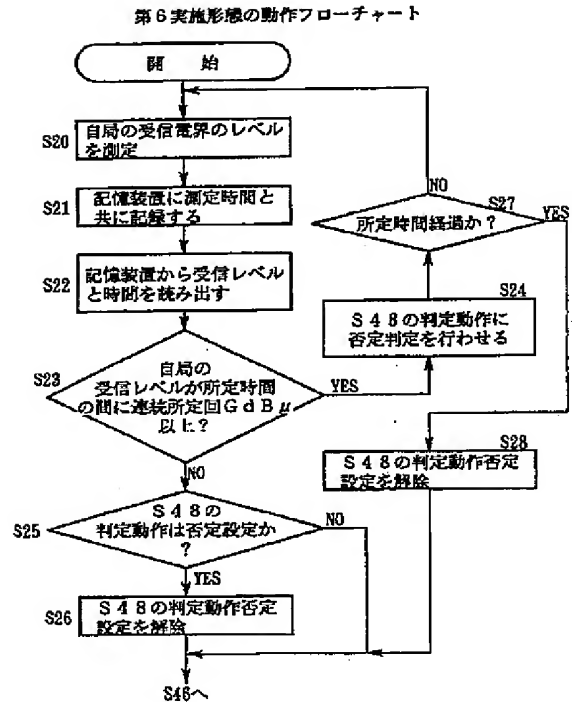 第6実施形態の動作フローチャート
開 始
S20
自局の受信電界のレベル
を測定
S21
記憶装置に測定時間と
共に記録する
S22
記憶装置から受信レベル
と時間を読み出す
S23
自局の
受信レベルが所定時間
の間に連続所定回GdBμ
以上?
YES
NO
S24
S48の判定動作に
否定判定を行わせる
S27
所定時間経過か?
NO
YES
S28
S48の判定動作否定
設定を解除
S25
S48の
判定動作は否定設定か
?
NO
YES
S26
S48の判定動作否定
設定を解除
S46へ